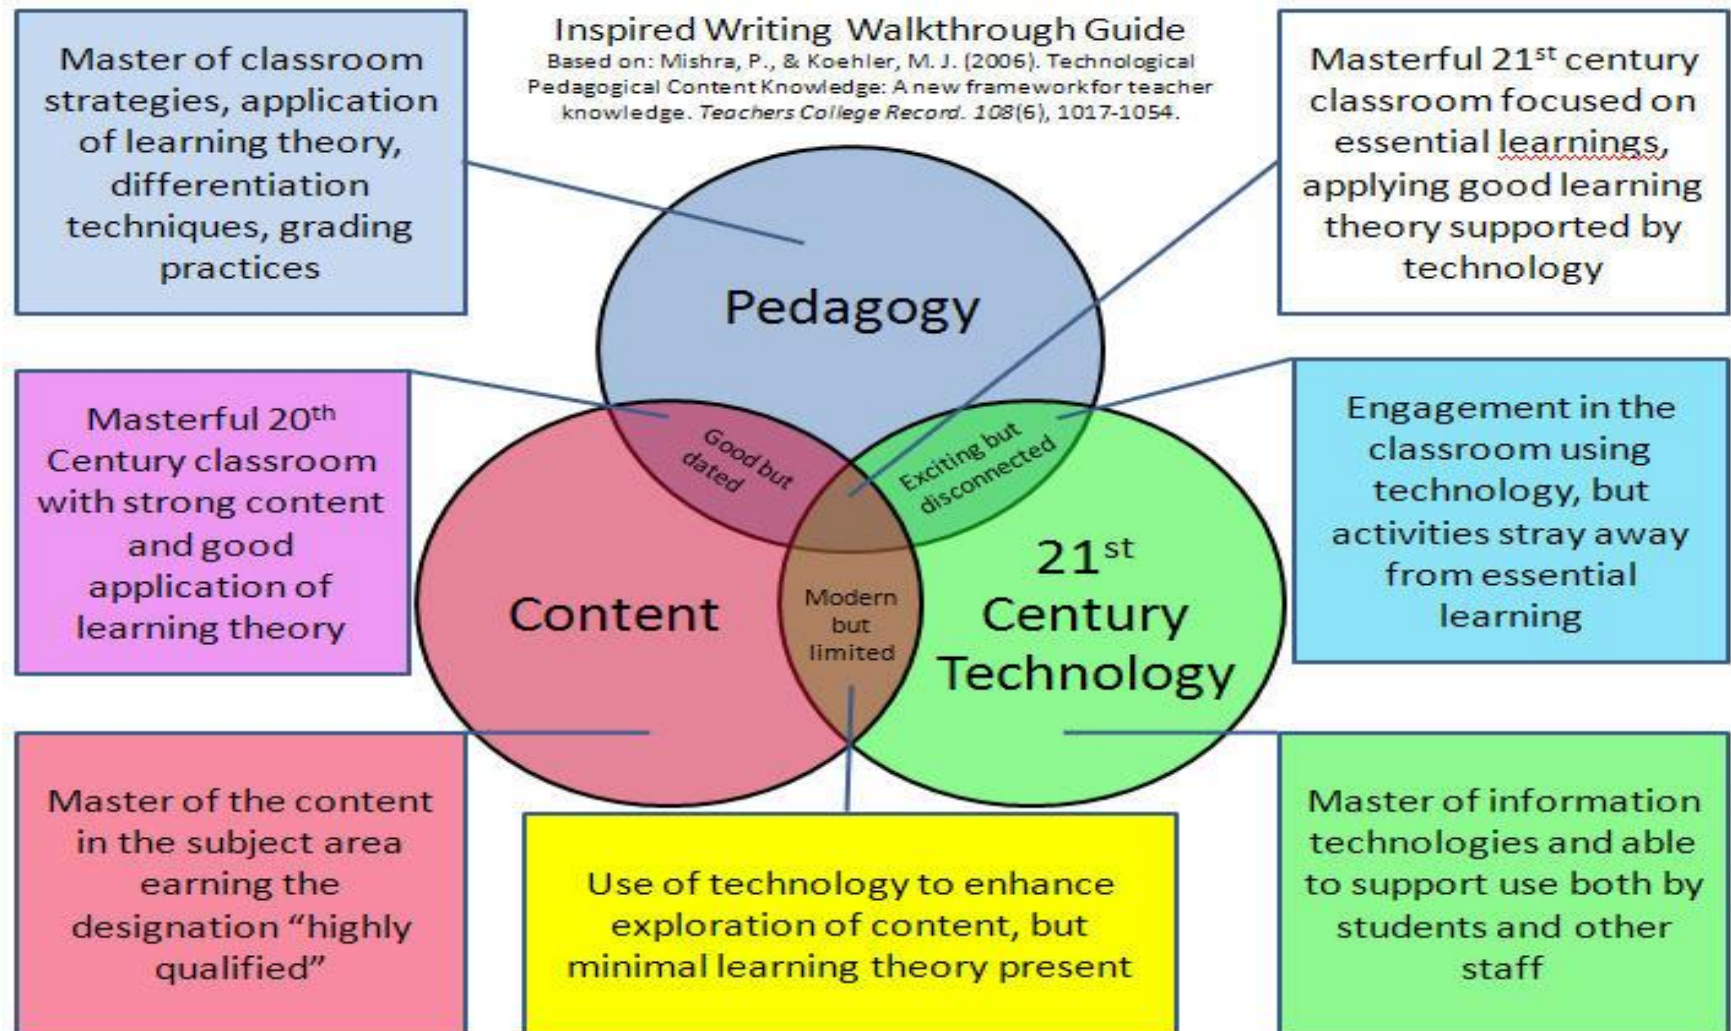 Inspired Writing Walkthrough Guide
Based on: Mishra, P., & Koehler, M. J. (2006). Technological
Pedagogical Content Knowledge: A new framework for teacher
knowledge. Teachers College Record. 108(6), 1017-1054.
Master of classroom
strategies, application
of learning theory,
differentiation
techniques, grading
practices
Masterful 21st century
classroom focused on
essential learnings,
applying good learning
theory supported by
technology
Pedagogy
Masterful 20th
Century classroom
with strong content
and good
application of
learning theory
Good but
dated
Exciting but
disconnected
Engagement in the
classroom using
technology, but
activities stray away
from essential
learning
Content
Modern
but
limited
21st
Century
Technology
Master of the content
in the subject area
earning the
designation “highly
qualified”
Use of technology to enhance
exploration of content, but
minimal learning theory present
Master of information
technologies and able
to support use both by
students and other
staff